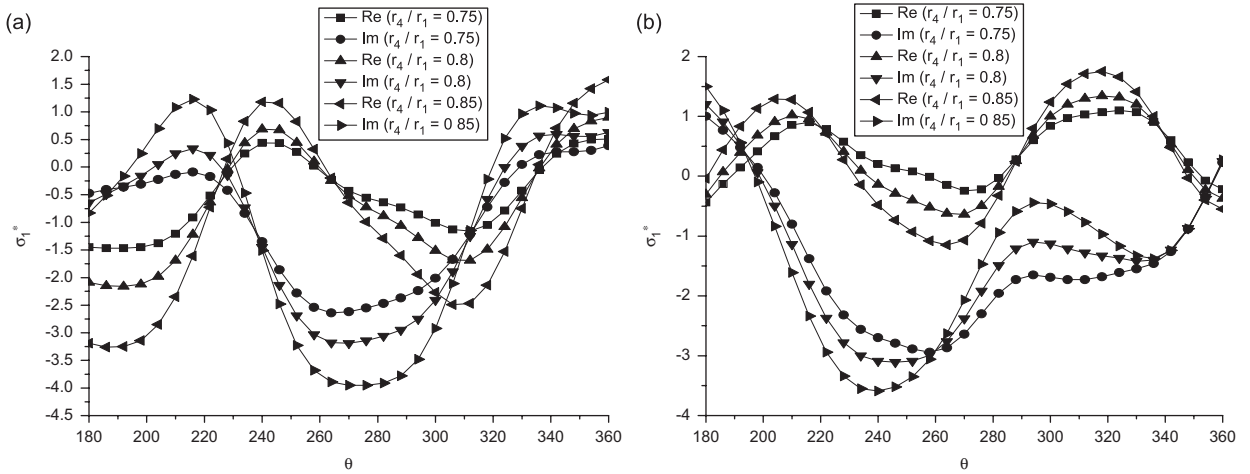 (a)
Re (r4 / r1 = 0.75)
Im (r4 / r1 = 0.75)
Re (r4 / r1 = 0.8)
Im (r4 / r1 = 0.8)
Re (r4 / r1 = 0.85)
Im (r4 / r1 = 0 85)
2.0
1.5
1.0
0.5
0.0
-0.5
-1.0
-1.5
-2.0
-2.5
-3.0
-3.5
-4.0
-4.5
σ1*
180 200 220 240 260 280 300 320 340 360
θ
(b)
Re (r4 / r1 = 0.75)
Im (r4 / r1 = 0.75)
Re (r4 / r1 = 0.8)
Im (r4 / r1 = 0.8)
Re (r4 / r1 = 0.85)
Im (r4 / r1 = 0 85)
2
1
0
-1
-2
-3
-4
σ1*
180 200 220 240 260 280 300 320 340 360
θ